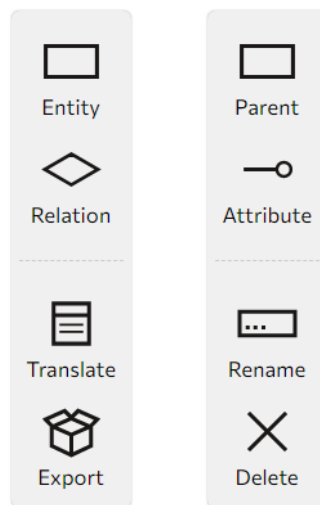 Entity
Relation
Translate
Export
Parent
Attribute
Rename
Delete